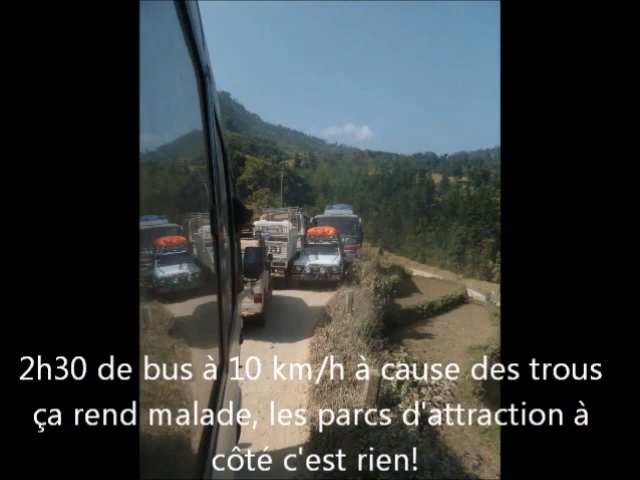 2h30 de bus à 10 km/h à cause des trous
ça rend malade, les parcs d'attraction à
côté c'est rien!